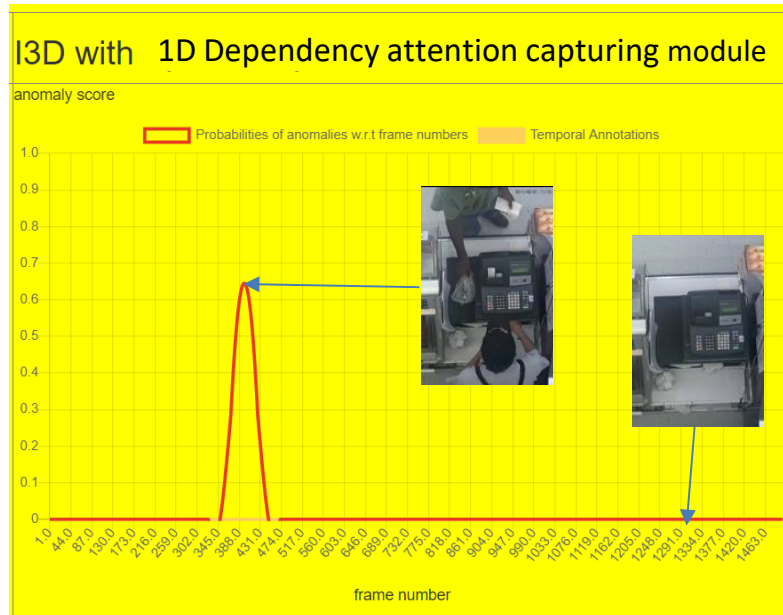 I3D with 1D Dependency attention capturing module
anomaly score
Probabilities of anomalies w.r.t frame numbers Temporal Annotations
1.0
0.9
0.8
0.7
0.6
0.5
0.4
0.3
0.2
0.1
0
1.0 44.0 87.0 130.0 173.0 216.0 259.0 302.0 345.0 388.0 431.0 474.0 517.0 560.0 603.0 646.0 689.0 732.0 775.0 818.0 861.0 904.0 947.0 990.0 1033.0 1076.0 1119.0 1162.0 1205.0 1248.0 1291.0 1334.0 1377.0 1420.0 1463.0
frame number